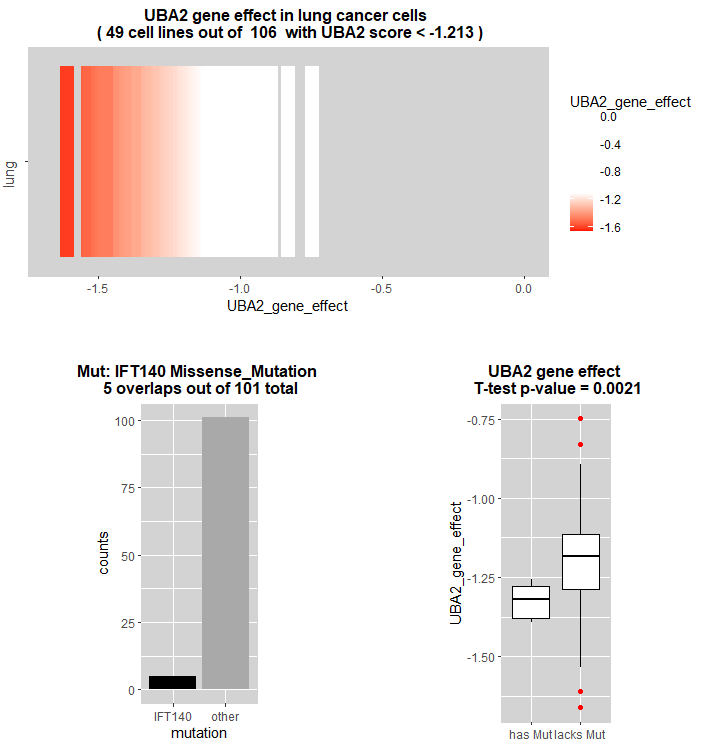 UBA2 gene effect in lung cancer cells
( 49 cell lines out of  106  with UBA2 score < -1.213 )
lung
-1.5
-1.0
-0.5
0.0
UBA2_gene_effect
UBA2_gene_effect
0.0
-0.4
-0.8
-1.2
-1.6
Mut: IFT140 Missense_Mutation
5 overlaps out of 101 total
counts
100
75
50
25
0
IFT140
other
mutation
UBA2 gene effect
T-test p-value = 0.0021
UBA2_gene_effect
-0.75
-1.00
-1.25
-1.50
has Mut
lacks Mut